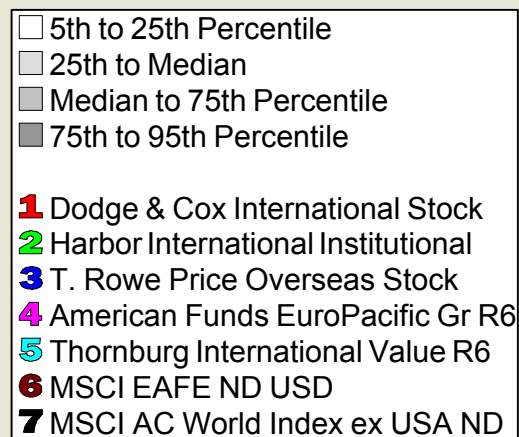 5th to 25th Percentile
25th to Median
Median to 75th Percentile
75th to 95th Percentile
1 Dodge & Cox International Stock
2 Harbor International Institutional
3 T. Rowe Price Overseas Stock
4 American Funds EuroPacific Gr R6
5 Thornburg International Value R6
6 MSCI EAFE ND USD
7 MSCI AC World Index ex USA ND